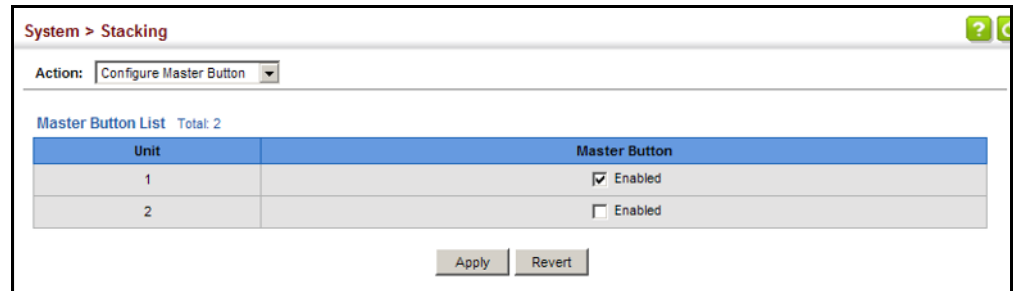 System > Stacking
?
Action: Configure Master Button
Master Button List Total: 2
Unit Master Button
1 Enabled
2 Enabled
Apply Revert